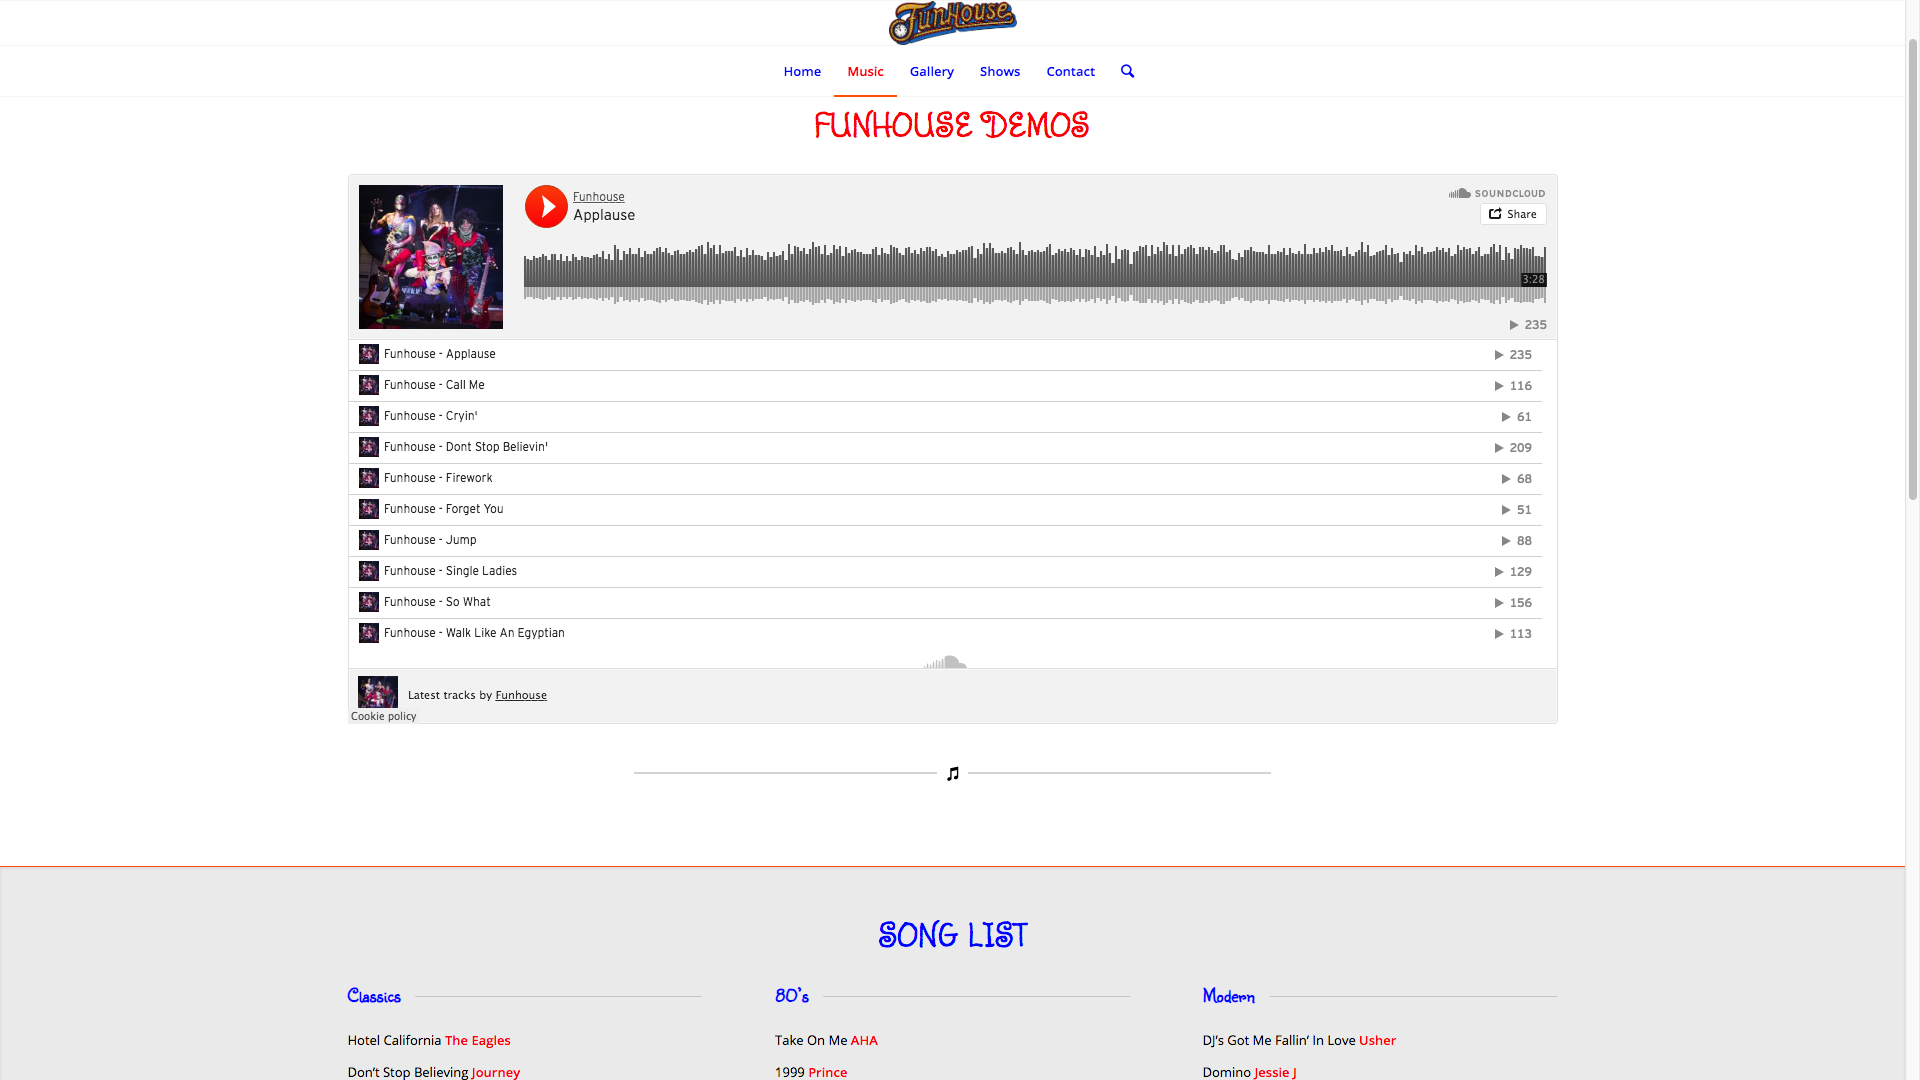 FunHouse
Home Music Gallery Shows Contact
FUNHOUSE DEMOS
Funhouse
Applause
SOUNDCLOUD
Share
3:28
235
Funhouse - Applause 235
Funhouse - Call Me 116
Funhouse - Cryin' 61
Funhouse - Dont Stop Believin' 209
Funhouse - Firework 68
Funhouse - Forget You 51
Funhouse - Jump 88
Funhouse - Single Ladies 129
Funhouse - So What 156
Funhouse - Walk Like An Egyptian 113
Latest tracks by Funhouse
Cookie policy
SONG LIST
Classics
Hotel California The Eagles
Don’t Stop Believing Journey
80’s
Take On Me AHA
1999 Prince
Modern
DJ’s Got Me Fallin’ In Love Usher
Domino Jessie J